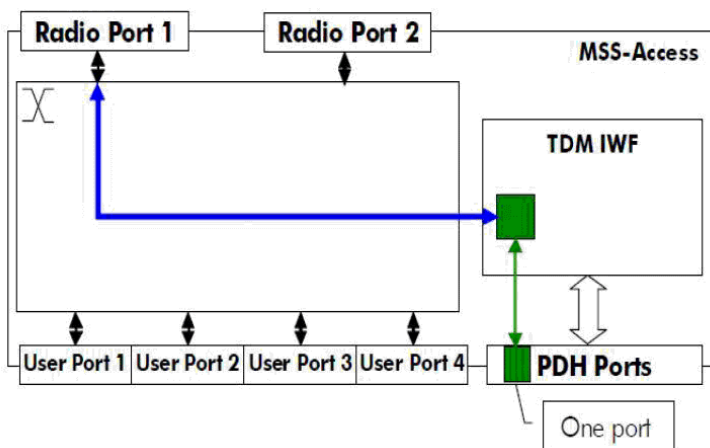 Radio Port 1
Radio Port 2
MSS-Access
TDM IWF
User Port 1
User Port 2
User Port 3
User Port 4
PDH Ports
One port